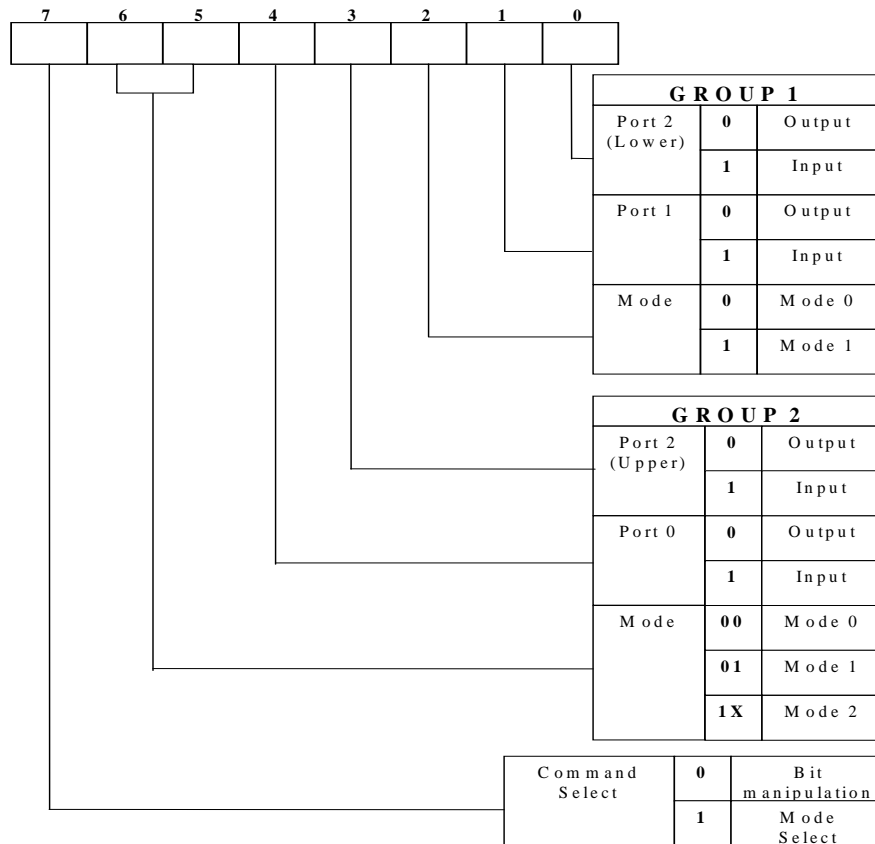 7 6 5 4 3 2 1 0
GROUP 1
Port 2 0 Output
(Lower)
1 Input
Port 1 0 Output
1 Input
Mode 0 Mode 0
1 Mode 1
GROUP 2
Port 2 0 Output
(Upper)
1 Input
Port 0 0 Output
1 Input
Mode 00 Mode 0
01 Mode 1
1X Mode 2
Command 0 Bit
Select manipulation
1 Mode
Select